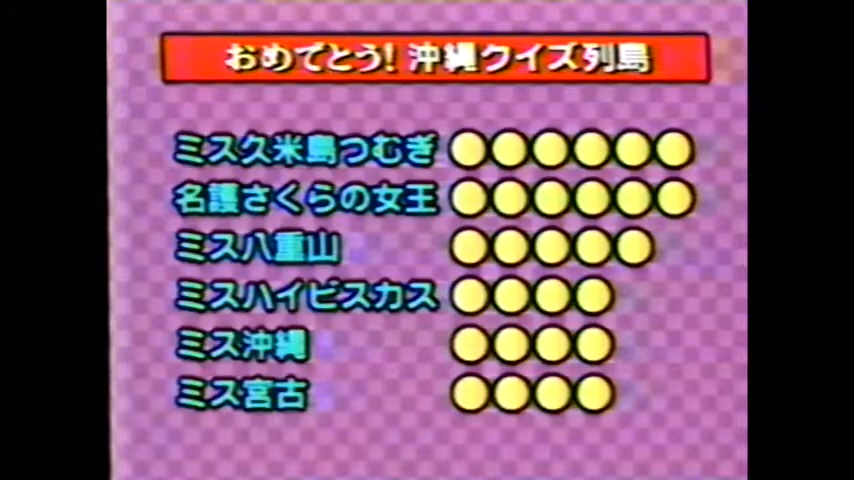 おめでとう!沖縄クイズ列島
ミス久米島つむぎ
名護さくらの女王
ミス八重山
ミスハイビスカス
ミス沖縄
ミス宮古